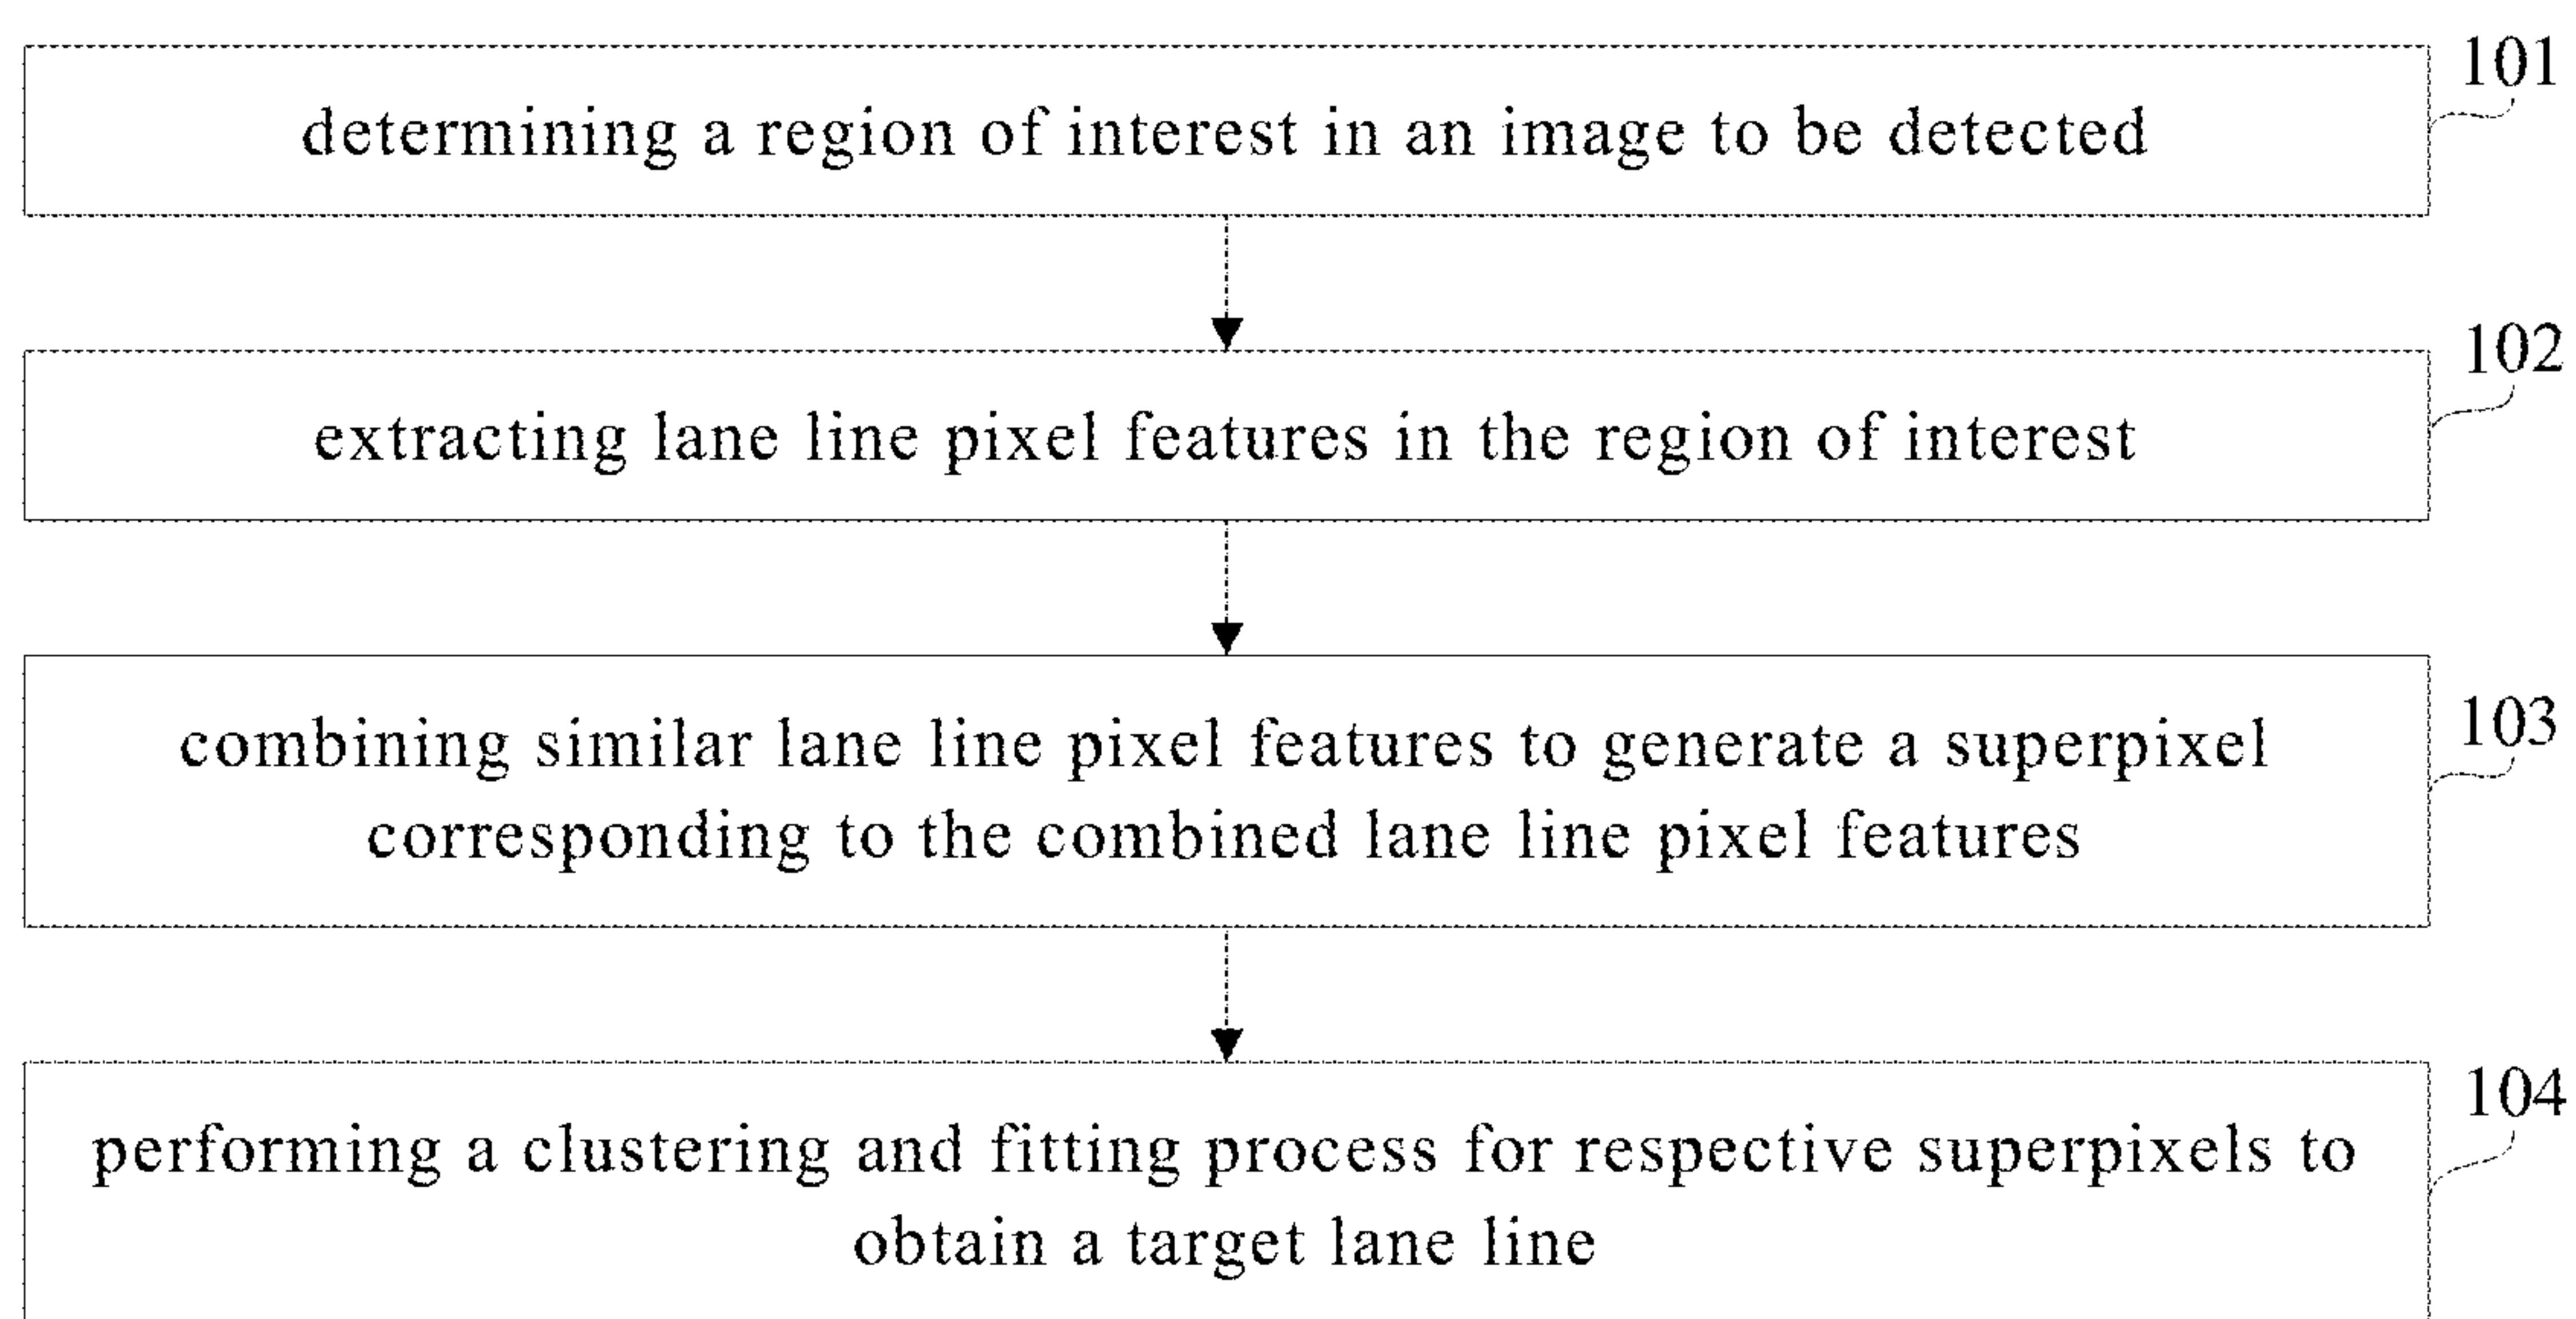 101
determining a region of interest in an image to be detected
102
extracting lane line pixel features in the region of interest
103
combining similar lane line pixel features to generate a superpixel
corresponding to the combined lane line pixel features
104
performing a clustering and fitting process for respective superpixels to
obtain a target lane line